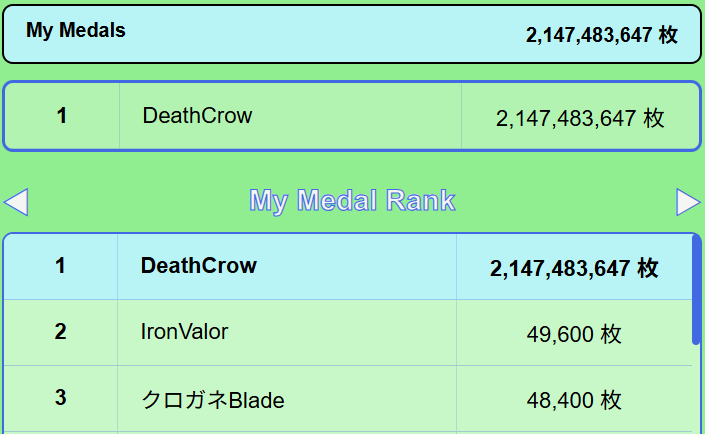 My Medals 2,147,483,647 枚
1 DeathCrow 2,147,483,647 枚
My Medal Rank
1 DeathCrow 2,147,483,647 枚
2 IronValor 49,600 枚
3 クロガネBlade 48,400 枚